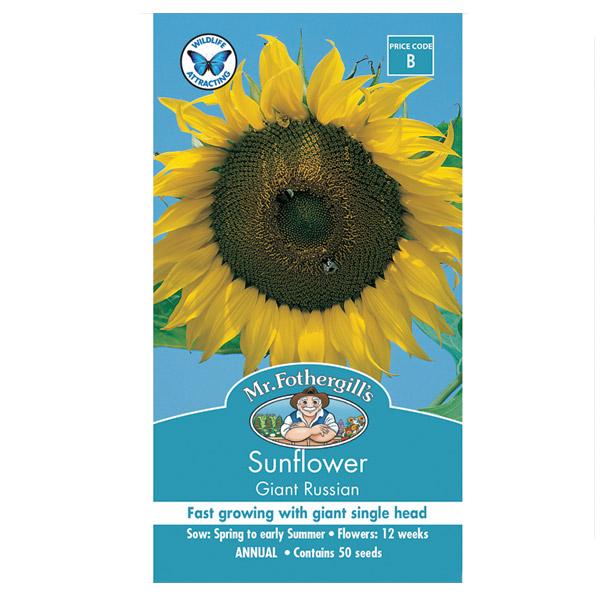 WILDLIFE
ATTRACTING
PRICE CODE
B
Mr.Fothergill's
Sunflower
Giant Russian
Fast growing with giant single head
Sow: Spring to early Summer • Flowers: 12 weeks
ANNUAL • Contains 50 seeds